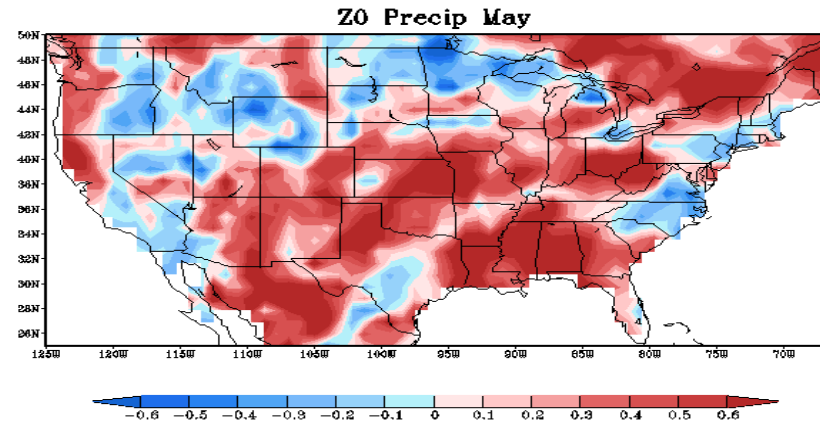 Z0 Precip May
50N
48N
46N
44N
42N
40N
38N
36N
34N
32N
30N
28N
26N
125W 120W 115W 110W 105W 100W 95W 90W 85W 80W 75W 70W
-0.6 -0.5 -0.4 -0.3 -0.2 -0.1 0 0.1 0.2 0.3 0.4 0.5 0.6